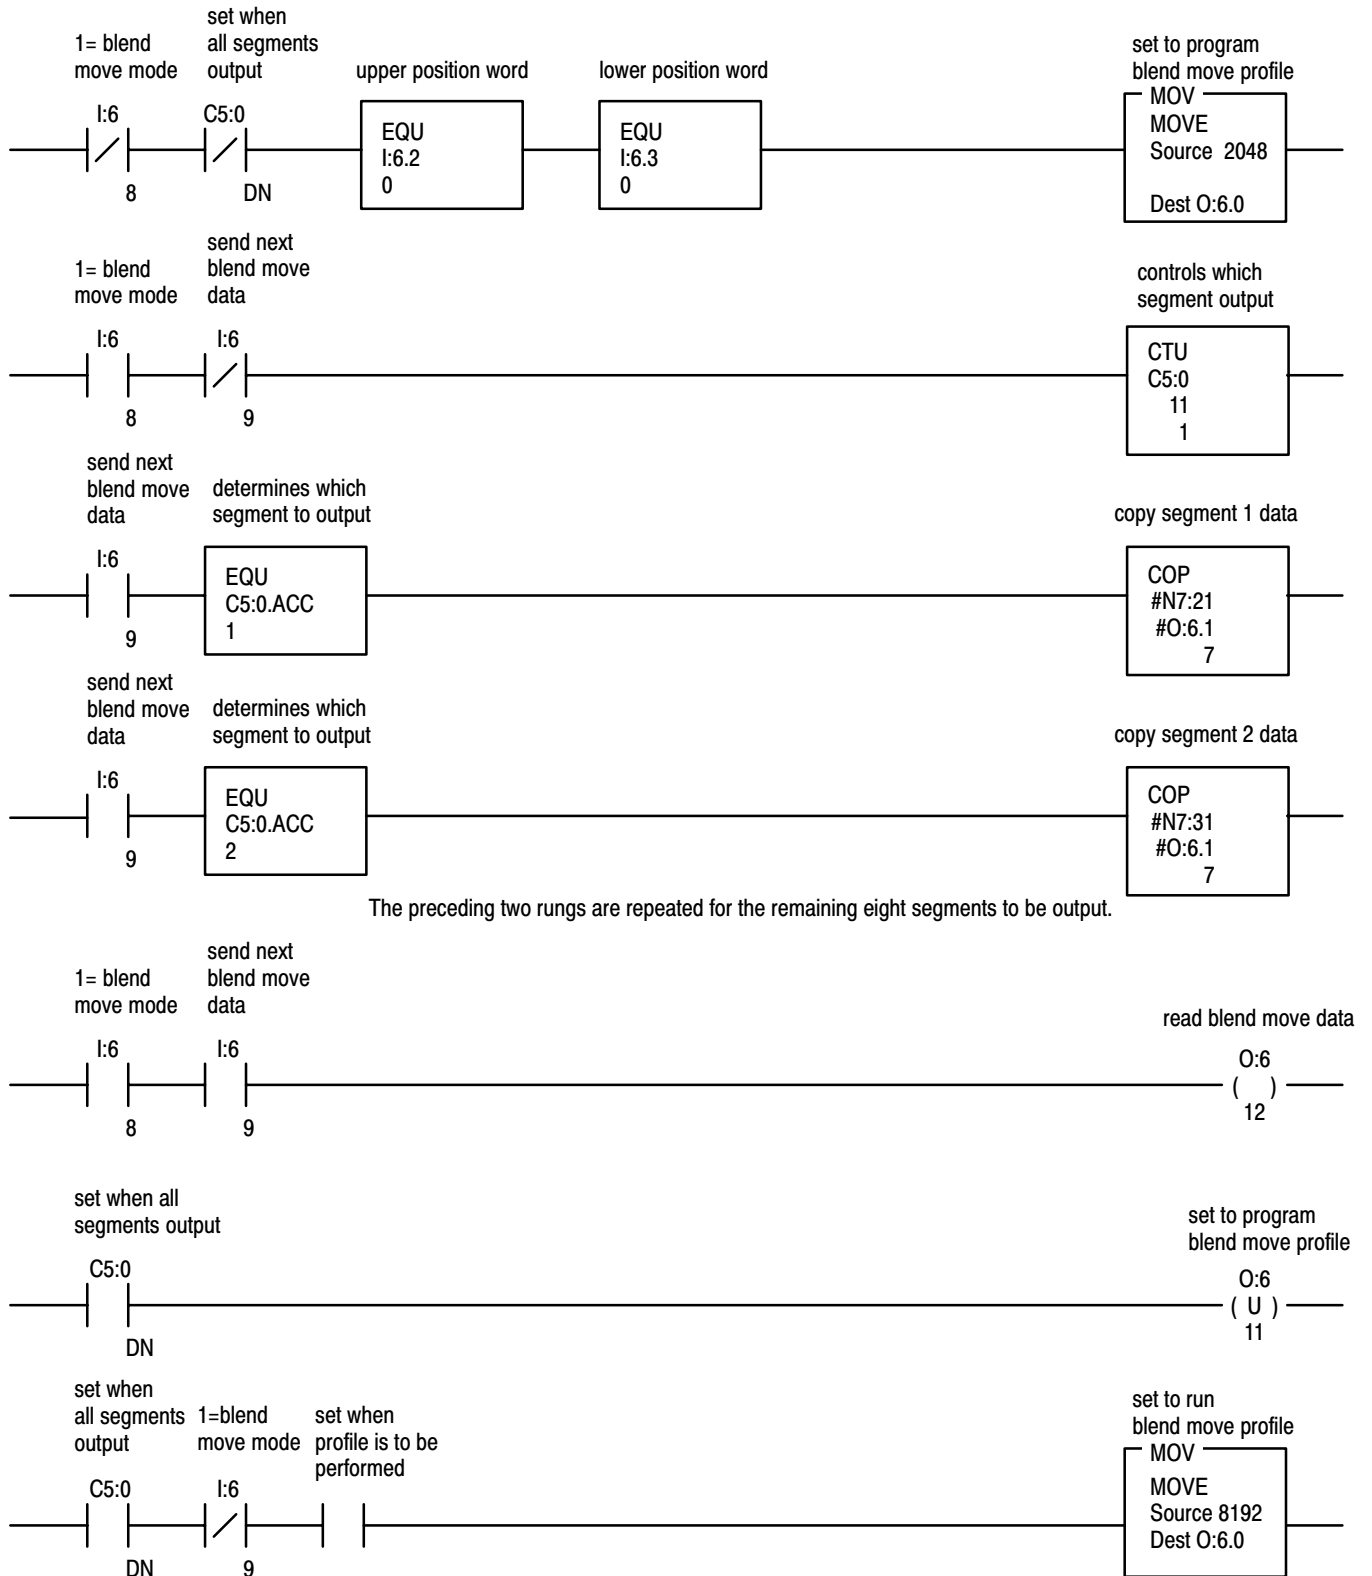 set when
1= blend all segments
move mode output
upper position word
lower position word
set to program
blend move profile
I:6
8
C5:0
DN
EQU
I:6.2
0
EQU
I:6.3
0
MOV
MOVE
Source 2048
Dest O:6.0
1= blend
move mode
send next
blend move
data
controls which
segment output
I:6
8
I:6
9
CTU
C5:0
11
1
send next
blend move
data
determines which
segment to output
copy segment 1 data
I:6
9
EQU
C5:0.ACC
1
COP
#N7:21
#O:6.1
7
send next
blend move
data
determines which
segment to output
copy segment 2 data
I:6
9
EQU
C5:0.ACC
2
COP
#N7:31
#O:6.1
7
The preceding two rungs are repeated for the remaining eight segments to be output.
1= blend
move mode
send next
blend move
data
read blend move data
I:6
8
I:6
9
O:6
( )
12
set when all
segments output
set to program
blend move profile
C5:0
DN
O:6
( U )
11
set when
all segments
output
1=blend
move mode
set when
profile is to be
performed
set to run
blend move profile
C5:0
DN
I:6
9
MOV
MOVE
Source 8192
Dest O:6.0